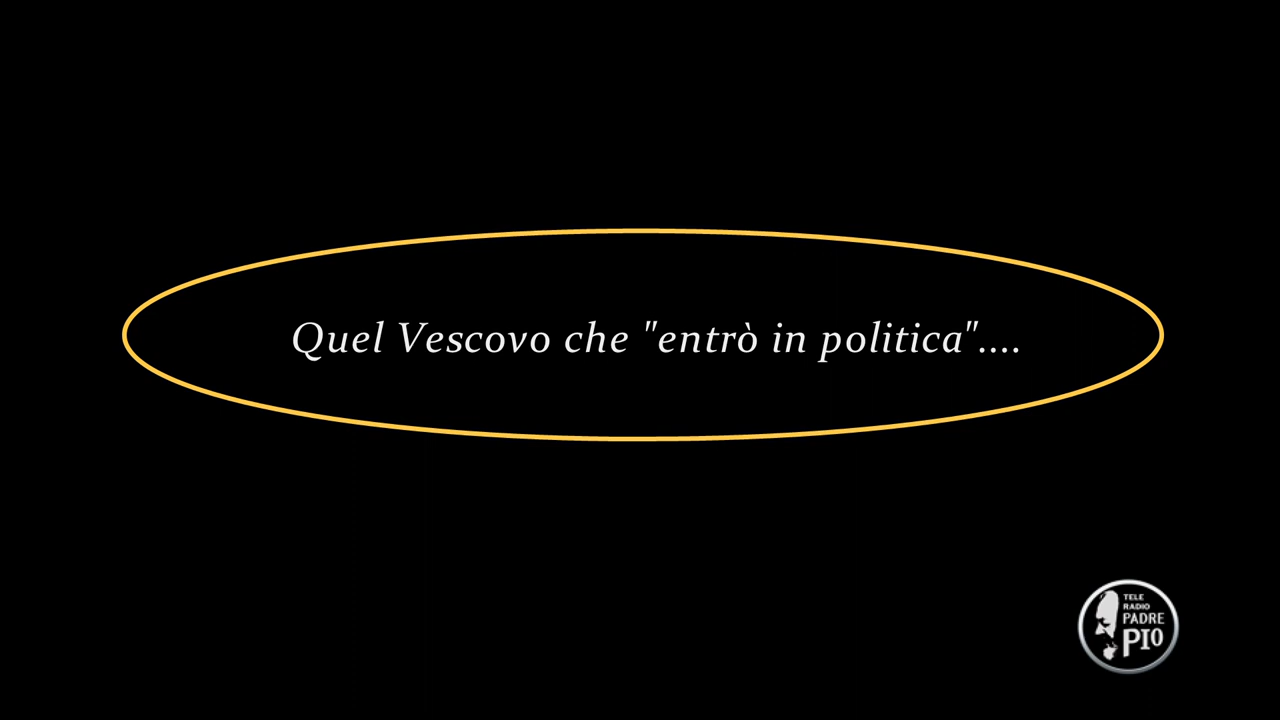 Quel Vescovo che "entrò in politica"....
TELE
RADIO
PADRE
PIO